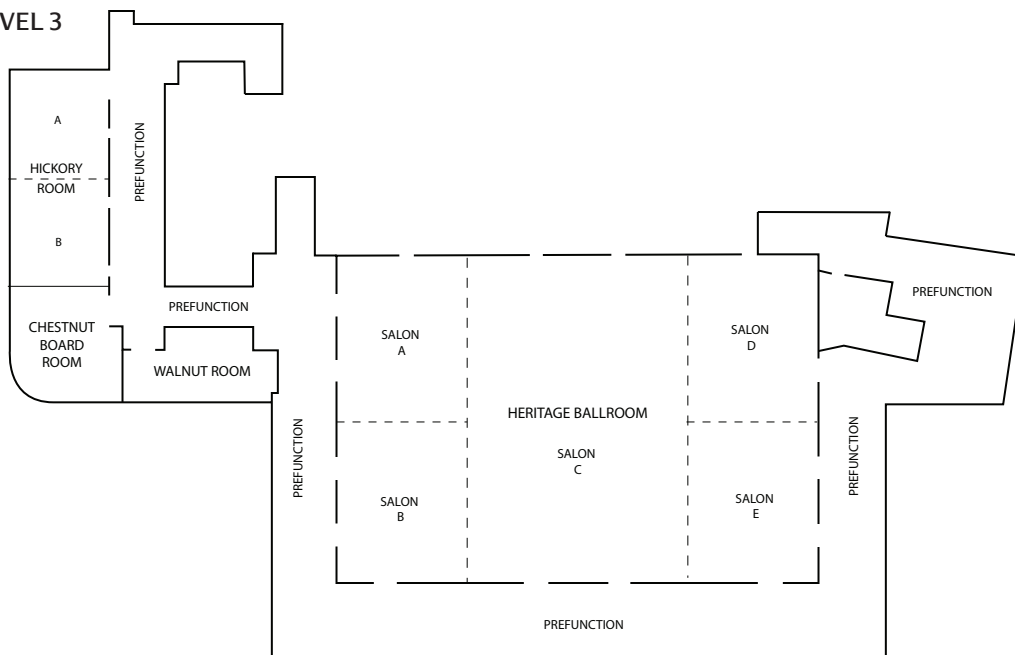 VEL 3
A
HICKORY
ROOM
B
PREFUNCTION
CHESTNUT
BOARD
ROOM
PREFUNCTION
WALNUT ROOM
PREFUNCTION
SALON
A
SALON
B
HERITAGE BALLROOM
SALON
C
SALON
D
SALON
E
PREFUNCTION
PREFUNCTION
PREFUNCTION